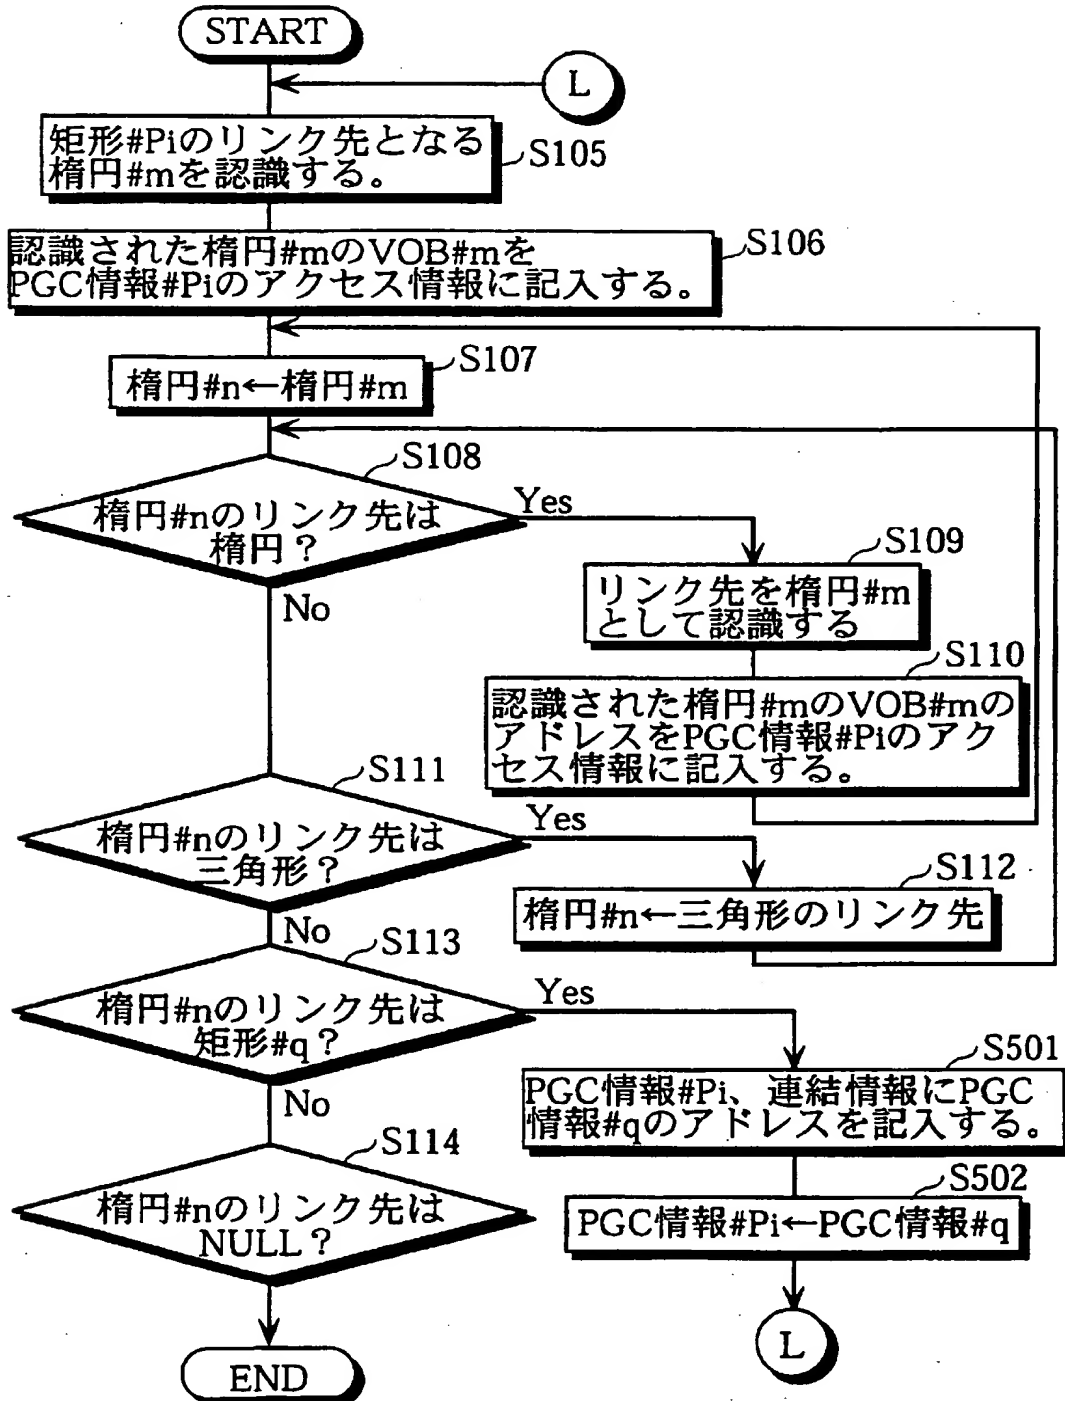 START
L
矩形#Piのリンク先となる
楕円#mを認識する。
S105
認識された楕円#mのVOB#mを
PGC情報#Piのアクセス情報に記入する。
S106
楕円#n←楕円#m
S107
S108
楕円#nのリンク先は
楕円？
Yes
No
S109
リンク先を楕円#m
として認識する
S110
認識された楕円#mのVOB#mの
アドレスをPGC情報#Piのアク
セス情報に記入する。
S111
楕円#nのリンク先は
三角形？
Yes
No
S112
楕円#n←三角形のリンク先
S113
楕円#nのリンク先は
矩形#q？
Yes
No
S501
PGC情報#Pi、連結情報にPGC
情報#qのアドレスを記入する。
S502
PGC情報#Pi←PGC情報#q
L
S114
楕円#nのリンク先は
NULL？
END